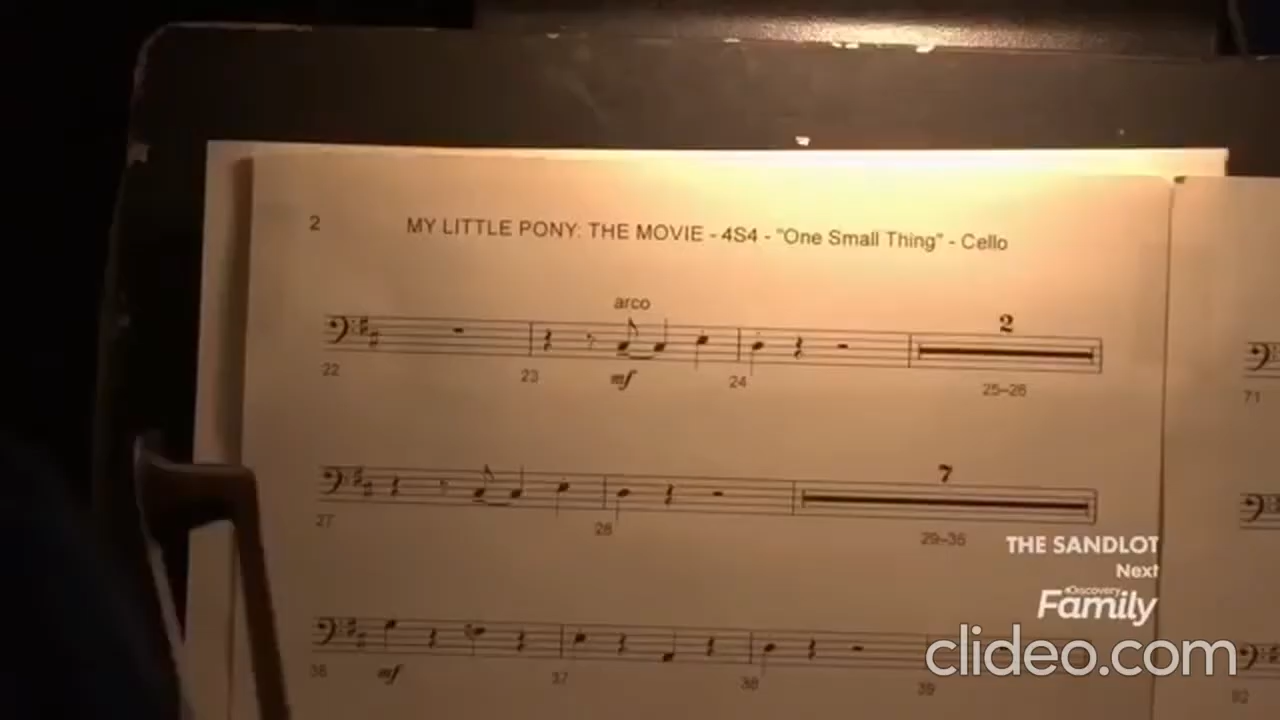 2
MY LITTLE PONY: THE MOVIE - 4S4 - "One Small Thing" - Cello
arco
2
22
23
mf
24
25–26
71
7
27
28
29–35
THE SANDLOT
Next
Discovery
Family
36
mf
37
38
39
clideo.com